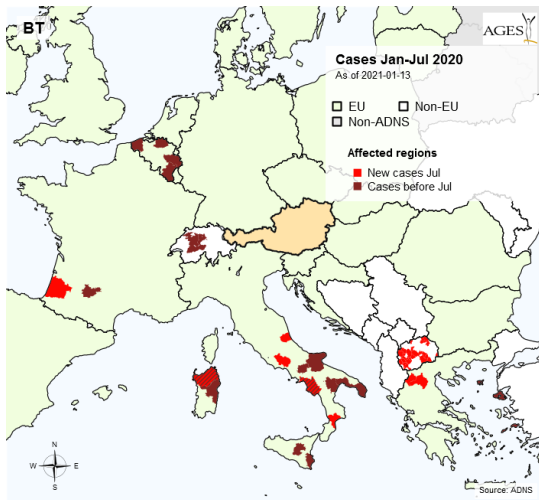 BT
AGES
Cases Jan-Jul 2020
As of 2021-01-13
EU Non-EU
Non-ADNS
Affected regions
New cases Jul
Cases before Jul
N
W E
S
Source: ADNS